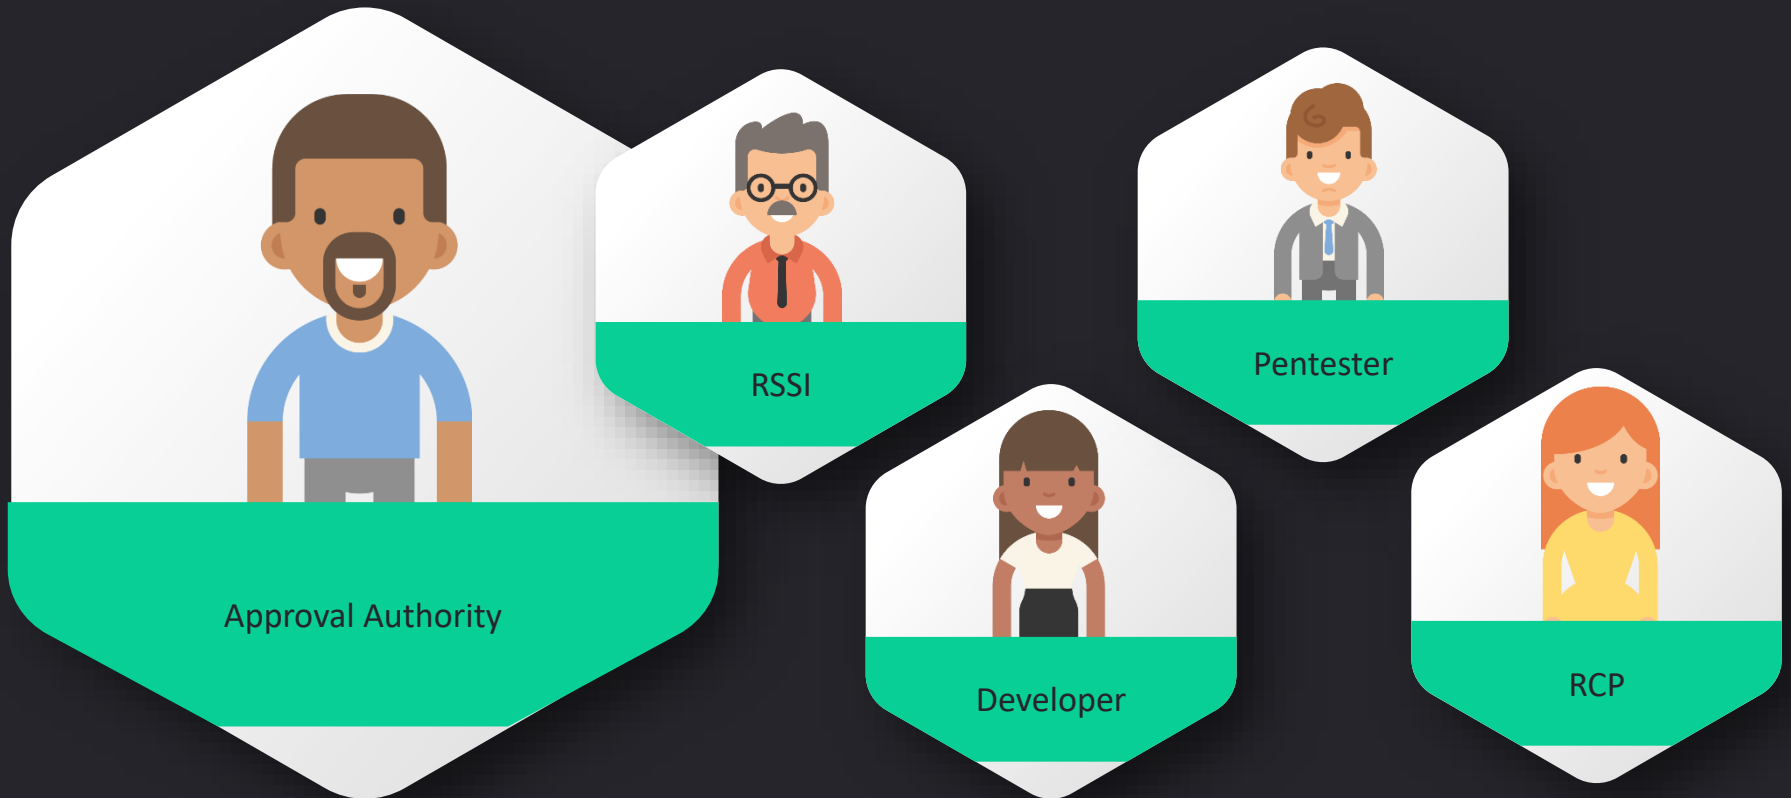 Approval Authority
RSSI
Developer
Pentester
RCP